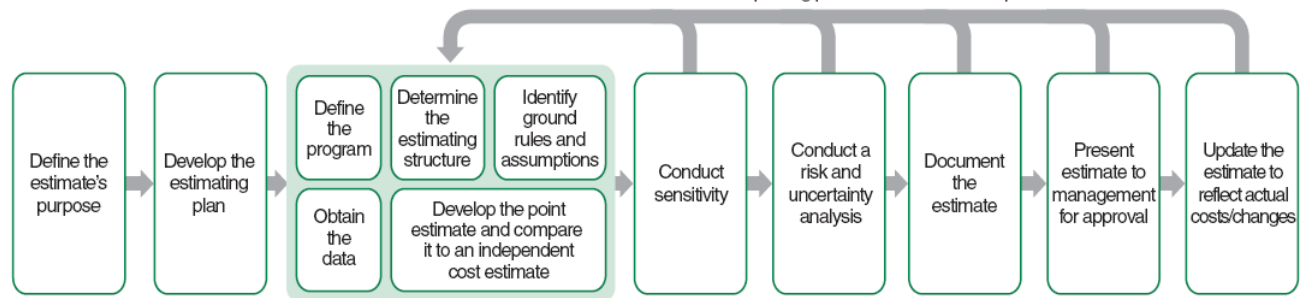 Define the
estimate's
purpose
Develop the
estimating
plan
Define
the
program
Determine
the
estimating
structure
Identify
ground
rules and
assumptions
Obtain
the
data
Develop the point
estimate and compare
it to an independent
cost estimate
Conduct
sensitivity
Conduct a
risk and
uncertainty
analysis
Document
the
estimate
Present
estimate to
management
for approval
Update the
estimate to
reflect actual
costs/changes